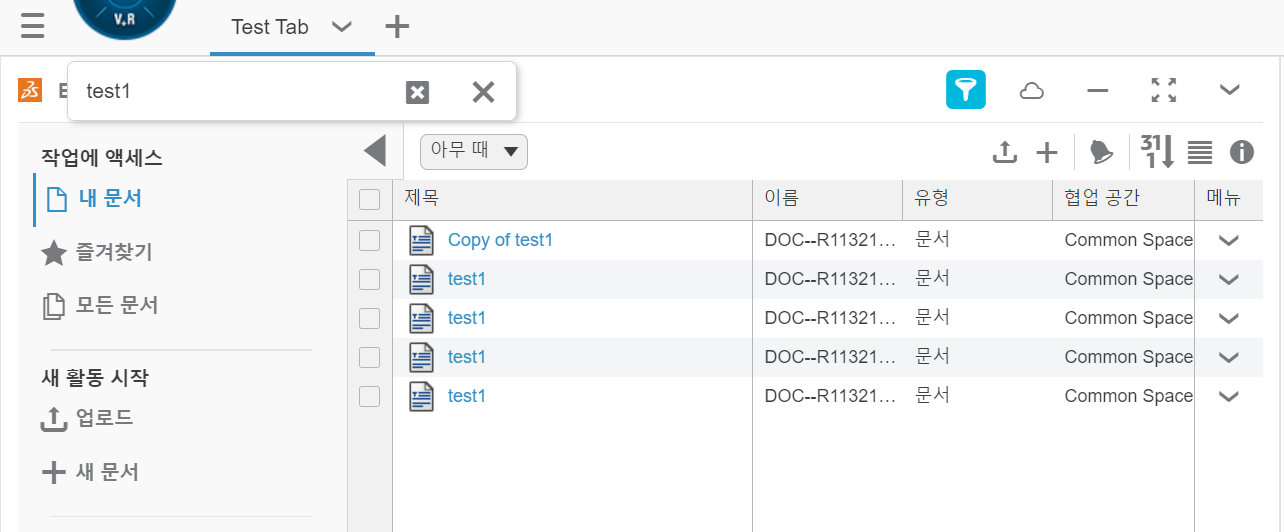 V.R
Test Tab
test1
작업에 액세스
내 문서
즐겨찾기
모든 문서
새 활동 시작
업로드
새 문서
아무 때
31
1
제목 이름 유형 협업 공간 메뉴
Copy of test1 DOC--R11321... 문서 Common Space
test1 DOC--R11321... 문서 Common Space
test1 DOC--R11321... 문서 Common Space
test1 DOC--R11321... 문서 Common Space
test1 DOC--R11321... 문서 Common Space